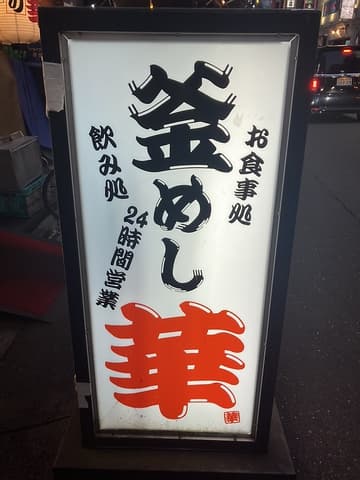 お食事処
釜めし
華
飲み処
24時間営業
華